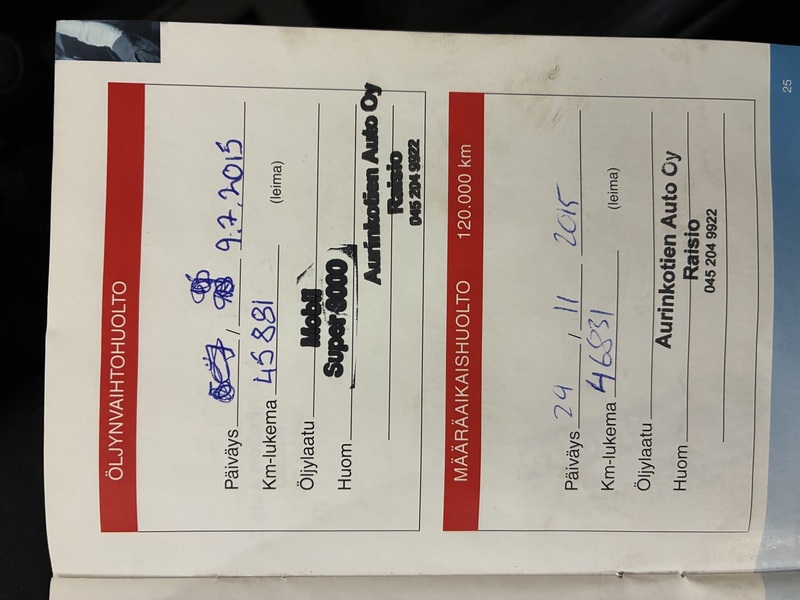 ÖLJYNVAIHTOHUOLTO
Päiväys / 9.7.2015
Km-lukema 45881 (leima)
Öljylaatu Mobil
Super 3000
Huom
Aurinkotien Auto Oy
Raisio
045 204 9922
MÄÄRÄAIKAISHUOLTO 120.000 km
Päiväys 24 / 11 2015
Km-lukema 46831 (leima)
Öljylaatu
Aurinkotien Auto Oy
Huom Raisio
045 204 9922
25